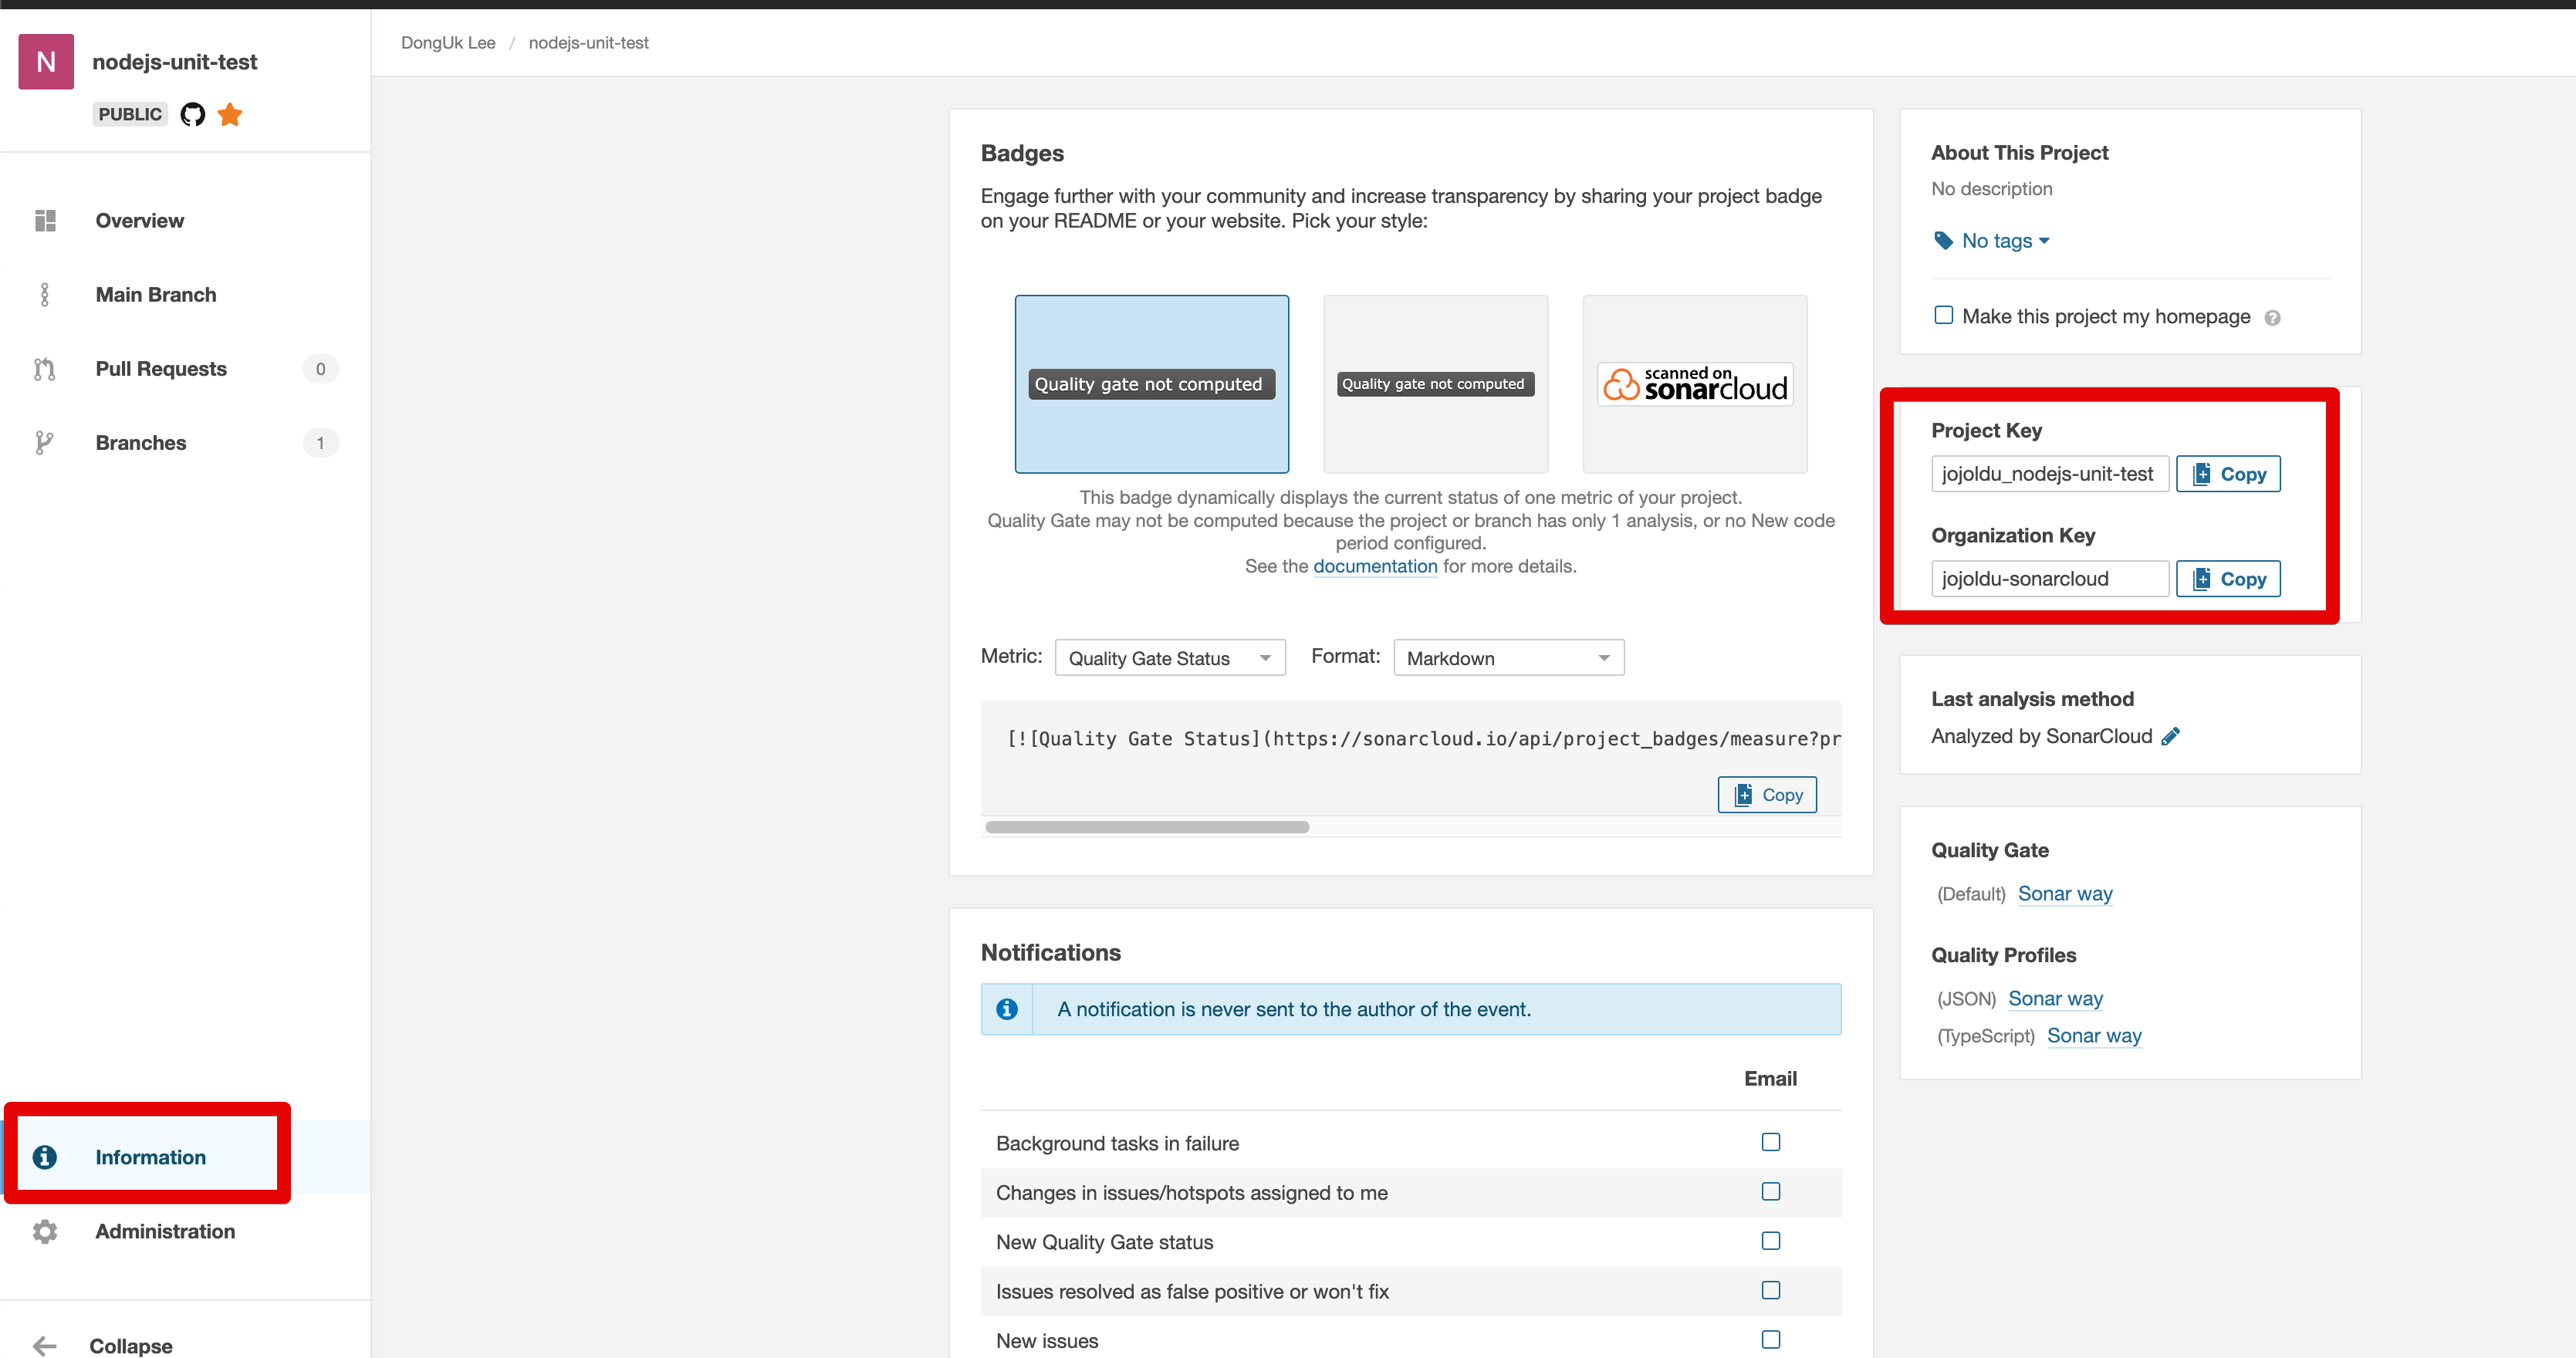 N
nodejs-unit-test
PUBLIC
Overview
Main Branch
Pull Requests 0
Branches 1
Information
Administration
Collapse
DongUk Lee / nodejs-unit-test
Badges
Engage further with your community and increase transparency by sharing your project badge
on your README or your website. Pick your style:
Quality gate not computed
Quality gate not computed
scanned on
sonarcloud
This badge dynamically displays the current status of one metric of your project.
Quality Gate may not be computed because the project or branch has only 1 analysis, or no New code
period configured.
See the documentation for more details.
Metric: Quality Gate Status Format: Markdown
[![Quality Gate Status](https://sonarcloud.io/api/project_badges/measure?pr
Copy
Notifications
A notification is never sent to the author of the event.
Email
Background tasks in failure
Changes in issues/hotspots assigned to me
New Quality Gate status
Issues resolved as false positive or won't fix
New issues
About This Project
No description
No tags
Make this project my homepage ?
Project Key
jojoldu_nodejs-unit-test Copy
Organization Key
jojoldu-sonarcloud Copy
Last analysis method
Analyzed by SonarCloud
Quality Gate
(Default) Sonar way
Quality Profiles
(JSON) Sonar way
(TypeScript) Sonar way